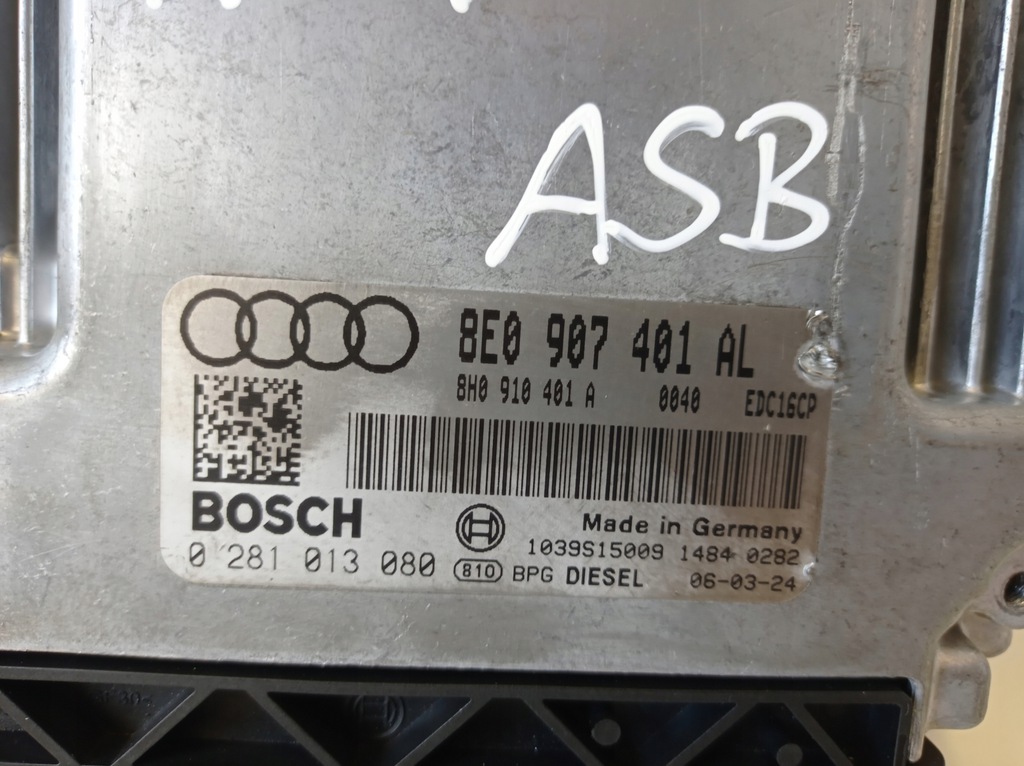 ASB
8E0 907 401 AL
8H0 910 401 A 0040 EDC16CP
BOSCH
Made in Germany
0 281 013 080
1039S15009 1484 0282
810 BPG DIESEL 06-03-24